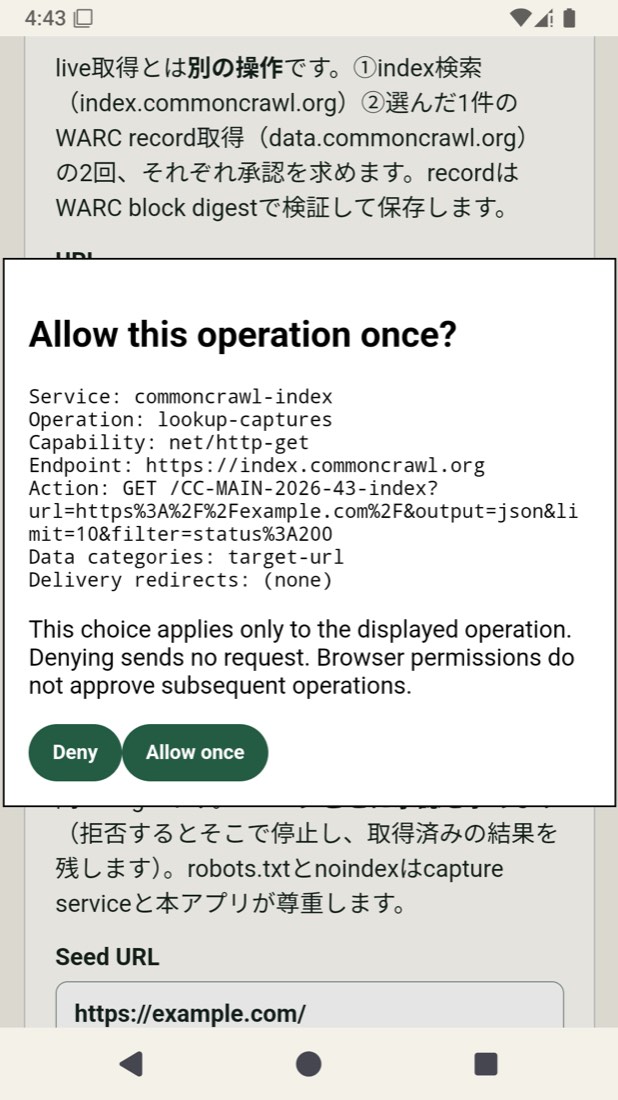 4:43
live取得とは別の操作です。①index検索
（index.commoncrawl.org）②選んだ1件の
WARC record取得（data.commoncrawl.org）
の2回、それぞれ承認を求めます。recordは
WARC block digestで検証して保存します。
URL
Allow this operation once?
Service: commoncrawl-index
Operation: lookup-captures
Capability: net/http-get
Endpoint: https://index.commoncrawl.org
Action: GET /CC-MAIN-2026-43-index?
url=https%3A%2F%2Fexample.com%2F&output=json&li
mit=10&filter=status%3A200
Data categories: target-url
Delivery redirects: (none)
This choice applies only to the displayed operation.
Denying sends no request. Browser permissions do
not approve subsequent operations.
Deny Allow once
（拒否するとそこで停止し、取得済みの結果を
残します）。robots.txtとnoindexはcapture
serviceと本アプリが尊重します。
Seed URL
https://example.com/